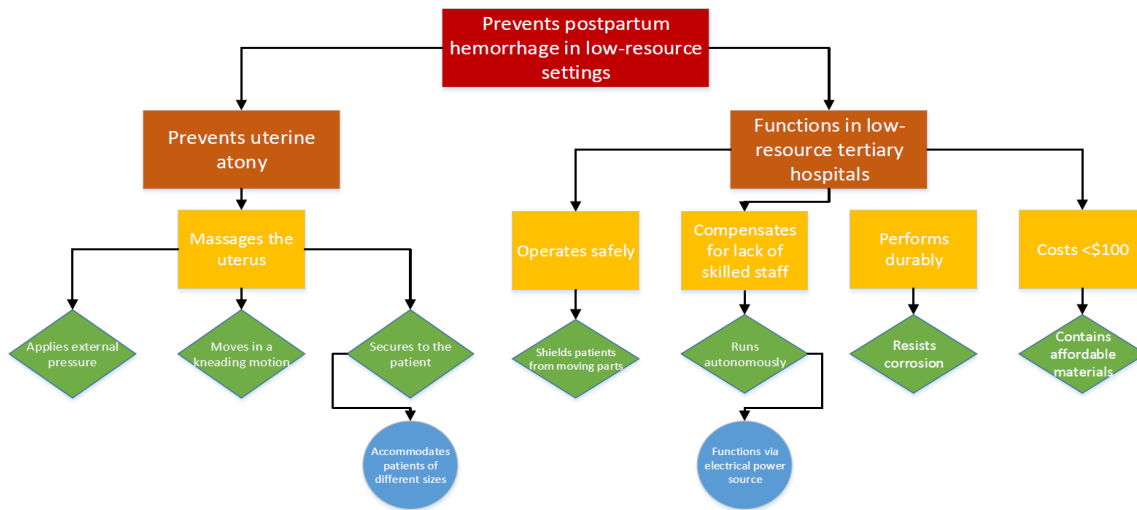 Prevents postpartum
hemorrhage in low-resource
settings
Prevents uterine
atony
Functions in low-
resource tertiary
hospitals
Massages the
uterus
Operates safely
Compensates
for lack of
skilled staff
Performs
durably
Costs <$100
Applies external
pressure
Moves in a
kneading motion
Secures to the
patient
Shields patients
from moving parts
Runs
autonomously
Resists
corrosion
Contains
affordable
materials
Accommodates
patients of
different sizes
Functions via
electrical power
source